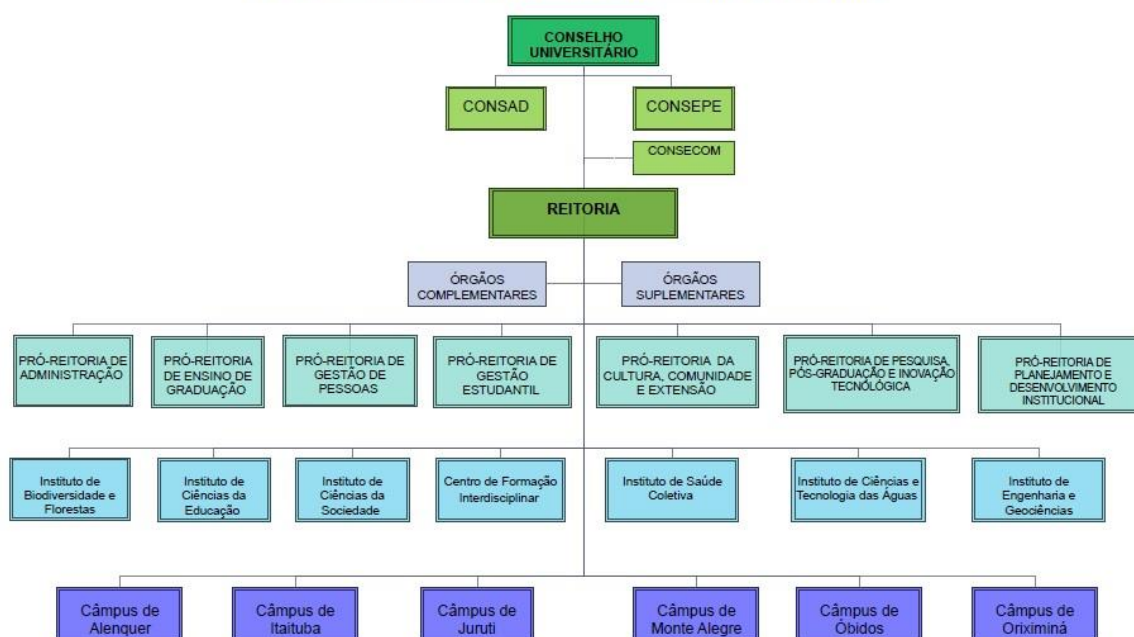 CONSELHO
UNIVERSITÁRIO
CONSAD
CONSEPE
CONSECOM
REITORIA
ÓRGÃOS
COMPLEMENTARES
ÓRGÃOS
SUPLEMENTARES
PRÓ-REITORIA DE
ADMINISTRAÇÃO
PRÓ-REITORIA
DE ENSINO DE
GRADUAÇÃO
PRÓ-REITORIA DE
GESTÃO DE
PESSOAS
PRÓ-REITORIA DE
GESTÃO
ESTUDANTIL
PRÓ-REITORIA DA
CULTURA, COMUNIDADE
E EXTENSÃO
PRÓ-REITORIA DE PESQUISA,
PÓS-GRADUAÇÃO E INOVAÇÃO
TECNOLÓGICA
PRÓ-REITORIA DE
PLANEJAMENTO E
DESENVOLVIMENTO
INSTITUCIONAL
Instituto de
Biodiversidade e
Florestas
Instituto de
Ciências da
Educação
Instituto de
Ciências da
Sociedade
Centro de Formação
Interdisciplinar
Instituto de Saúde
Coletiva
Instituto de Ciências e
Tecnologia das Águas
Instituto de
Engenharia e
Geociências
Câmpus de
Alenquer
Câmpus de
Itaituba
Câmpus de
Juruti
Câmpus de
Monte Alegre
Câmpus de
Óbidos
Câmpus de
Oriximiná